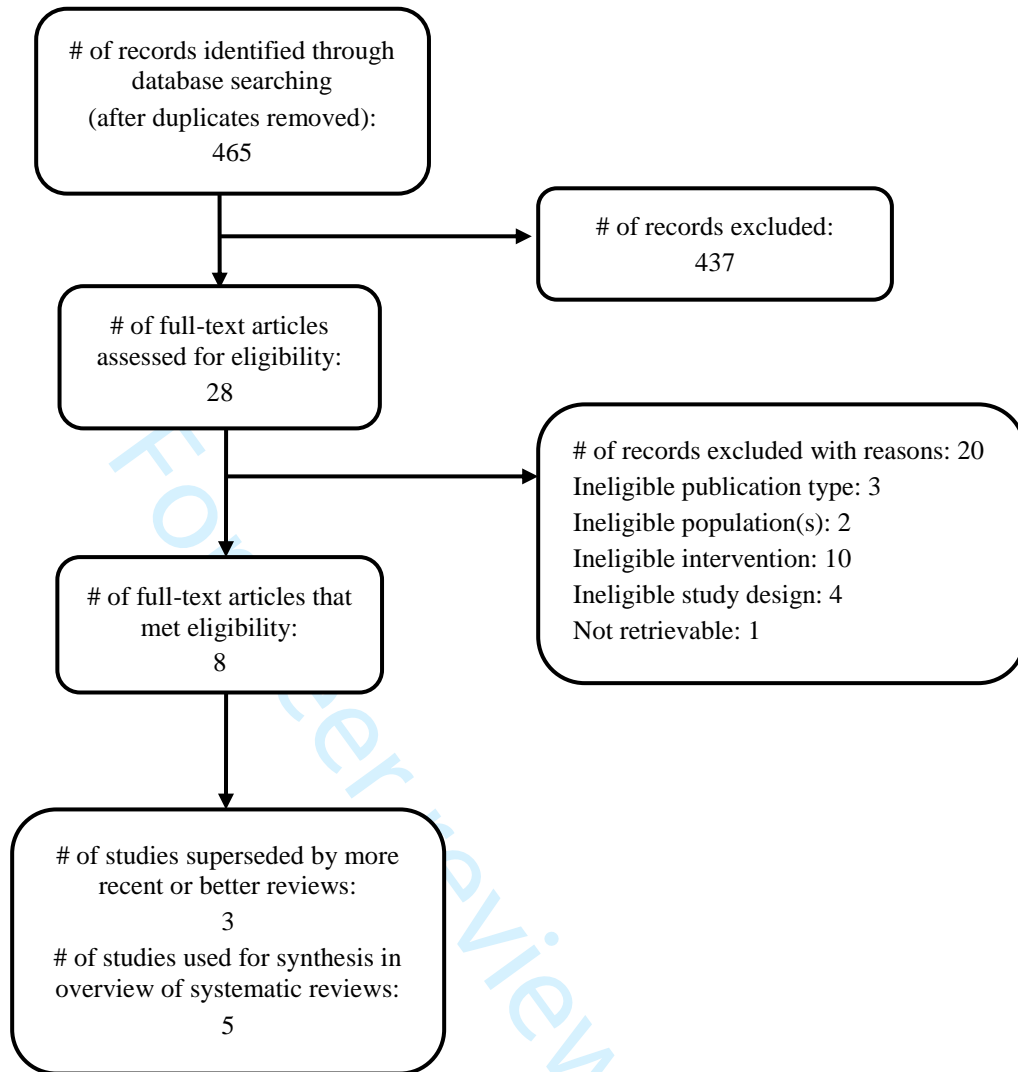 # of records identified through
database searching
(after duplicates removed):
465
# of records excluded:
437
# of full-text articles
assessed for eligibility:
28
# of records excluded with reasons: 20
Ineligible publication type: 3
Ineligible population(s): 2
Ineligible intervention: 10
Ineligible study design: 4
Not retrievable: 1
# of full-text articles that
met eligibility:
8
# of studies superseded by more
recent or better reviews:
3
# of studies used for synthesis in
overview of systematic reviews:
5
For
review